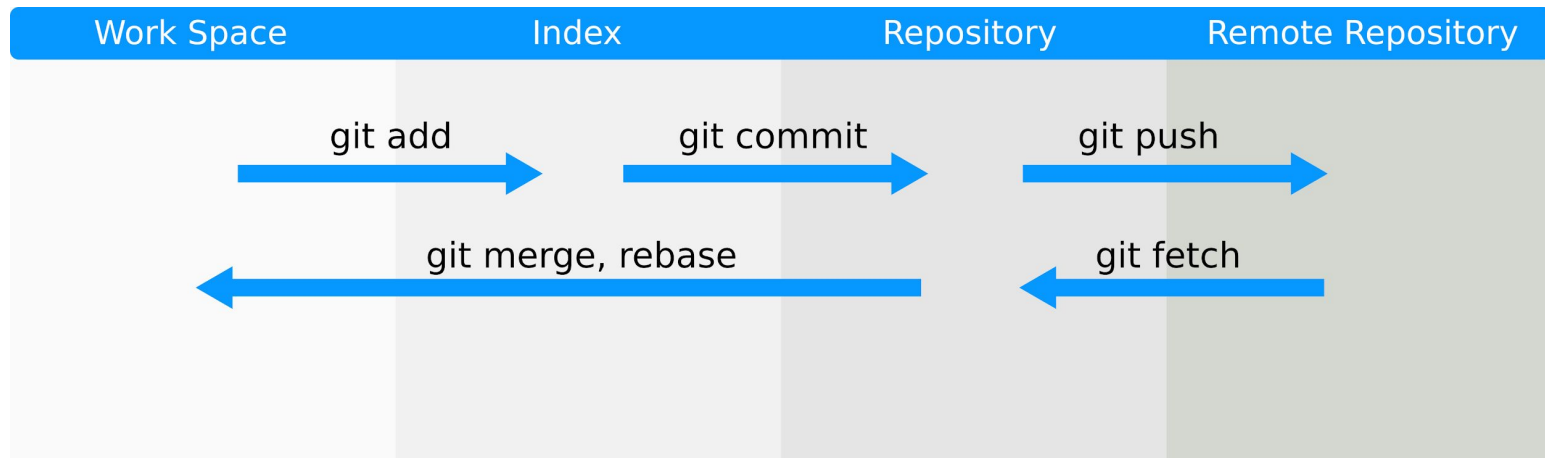 Work Space Index Repository Remote Repository
git add git commit git push
git merge, rebase git fetch